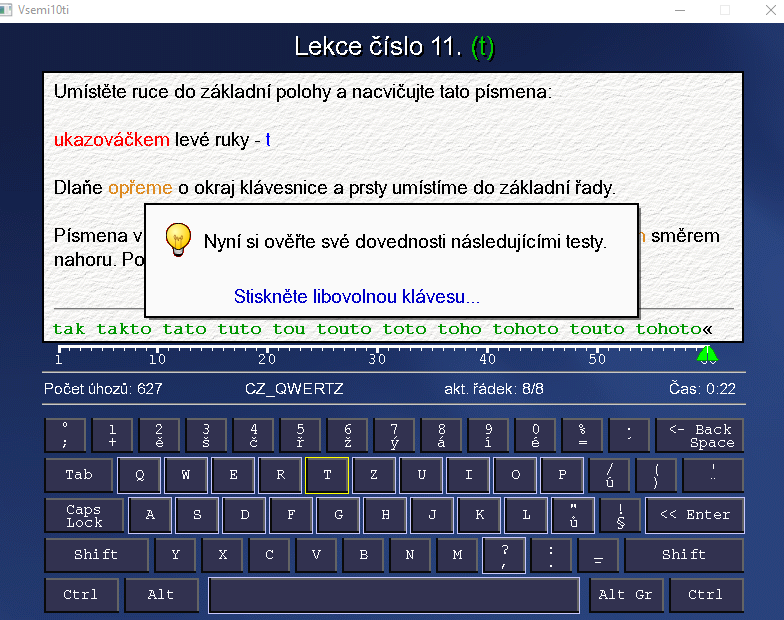 Vsemi10ti
Lekce číslo 11. (t)
Umístěte ruce do základní polohy a nacvičujte tato písmena:
ukazováčkem levé ruky - t
Dlaňe opřeme o okraj klávesnice a prsty umístíme do základní řady.
Písmena v
směrem
nahoru. Po
Nyní si ověřte své dovednosti následujícími testy.
Stiskněte libovolnou klávesu...
tak takto tato tuto tou touto toto toho tohoto touto tohoto«
1 10 20 30 40 50 60
Počet úhozů: 627 CZ_QWERTZ akt. řádek: 8/8 Čas: 0:22
° 1 2 3 4 5 6 7 8 9 0 % ˇ <- Back
; + ě š č ř ž ý á í é = ´ Space
Tab Q W E R T Z U I O P / ( '
ú ) ¨
Caps A S D F G H J K L " ! << Enter
Lock ů §
Shift Y X C V B N M ? : _ Shift
, . –
Ctrl Alt Alt Gr Ctrl